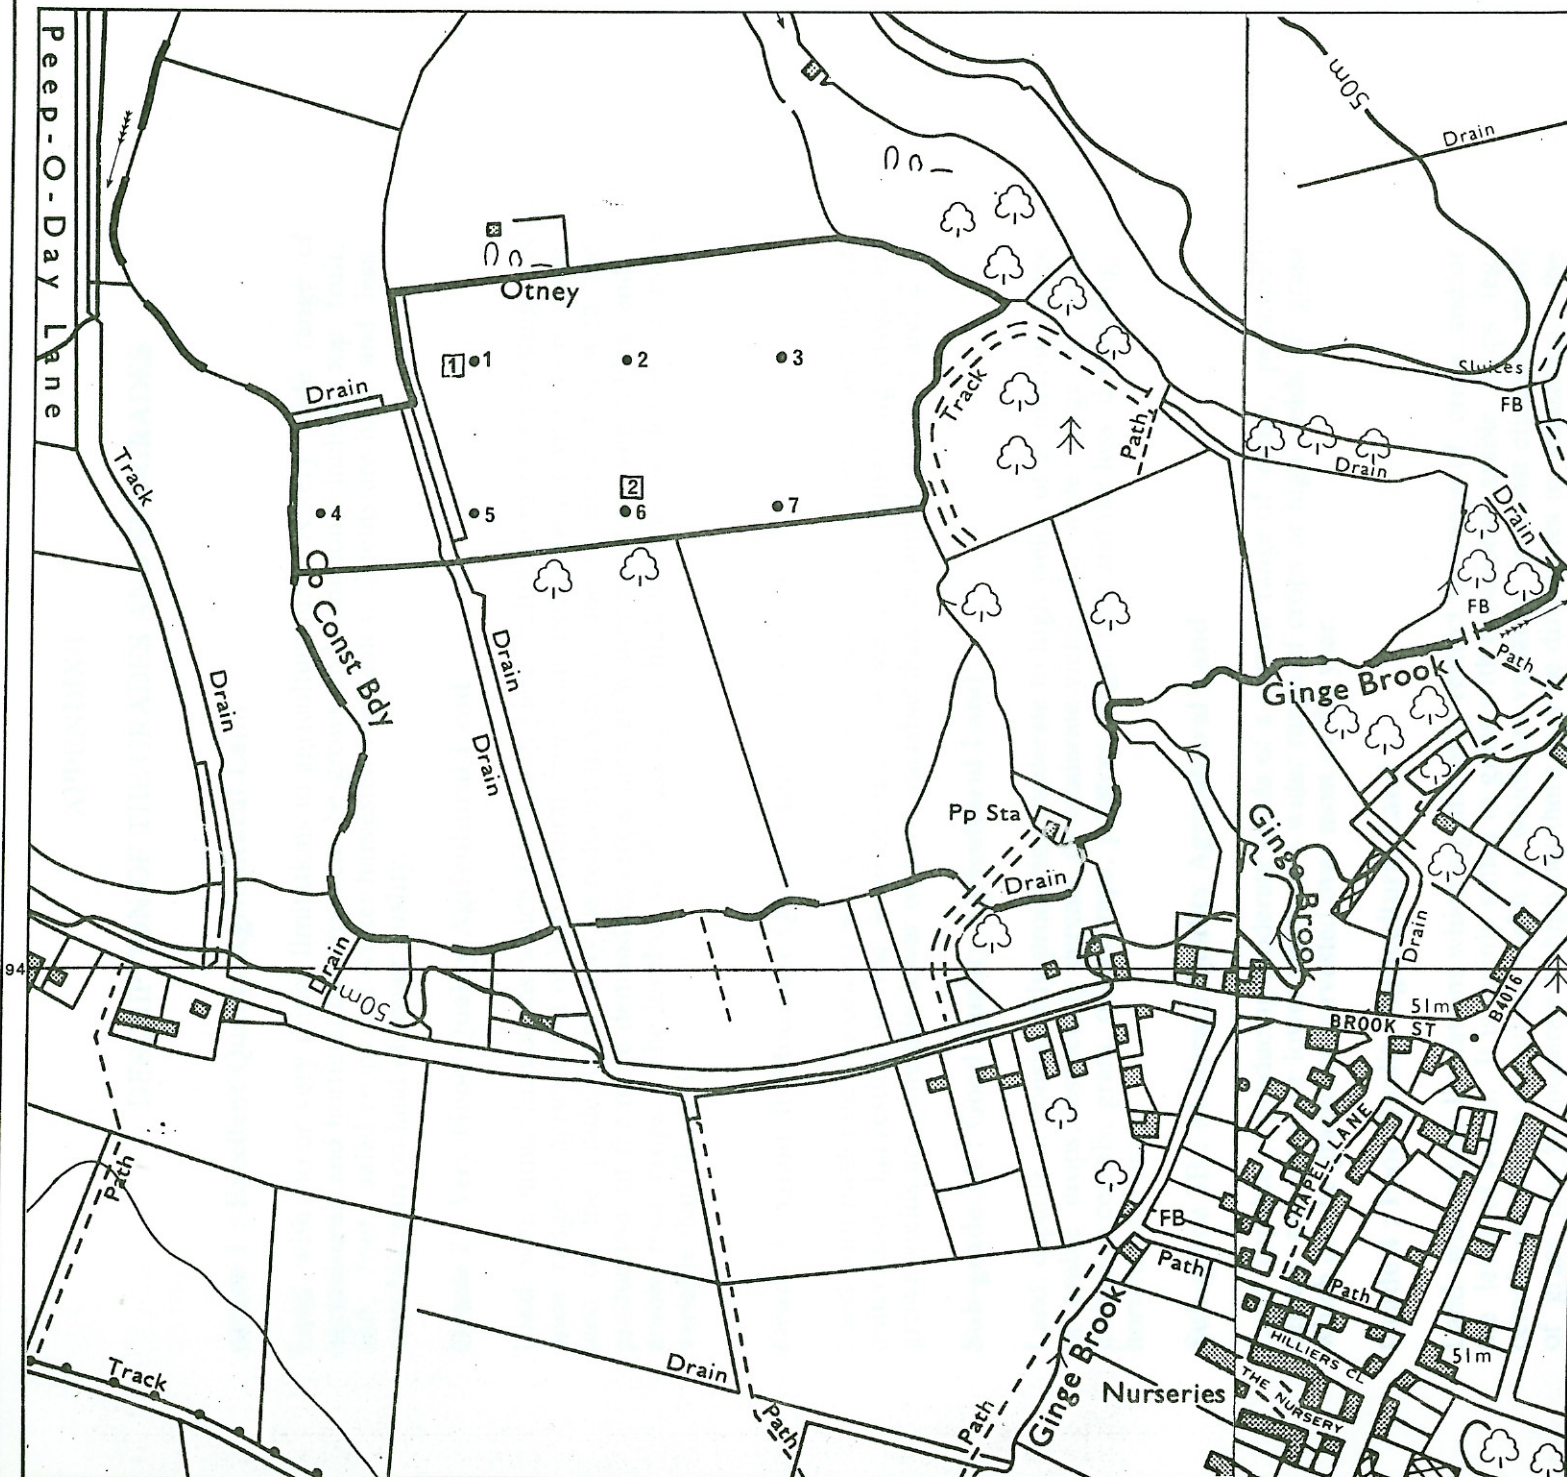 Peep-O-Day Lane
50m
Drain
Otney
1
1
2
3
Drain
Track
Path
Sluices
FB
Drain
Track
2
4
5
6
7
Drain
Co Const Bdy
FB
Path
Drain
Drain
Ginge Brook
Drain
Pp Sta
Ginge Brook
Drain
Drain
Drain
94
50m
51m
B4016
BROOK ST
CHAPEL LANE
Path
FB
Path
Path
HILLIERS CL
51m
THE NURSERY
Ginge Brook
Drain
Track
Nurseries
Path
Path